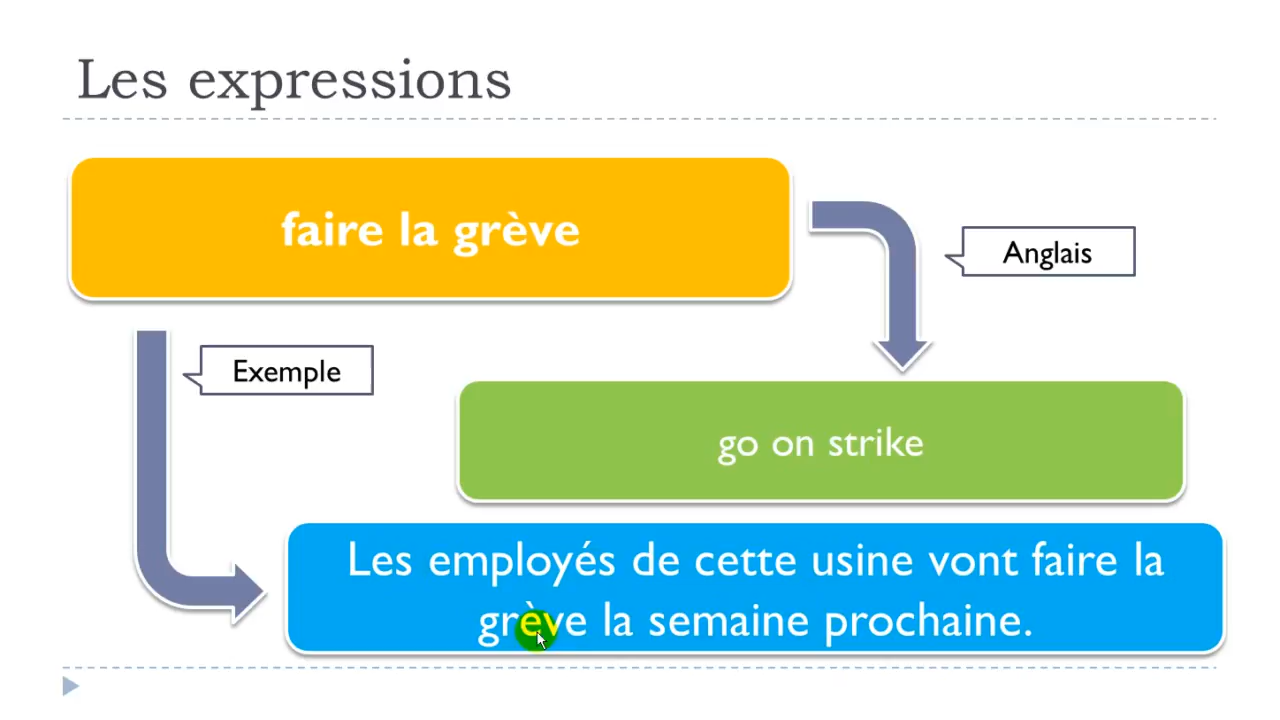 Les expressions
faire la grève
Anglais
Exemple
go on strike
Les employés de cette usine vont faire la
grève la semaine prochaine.